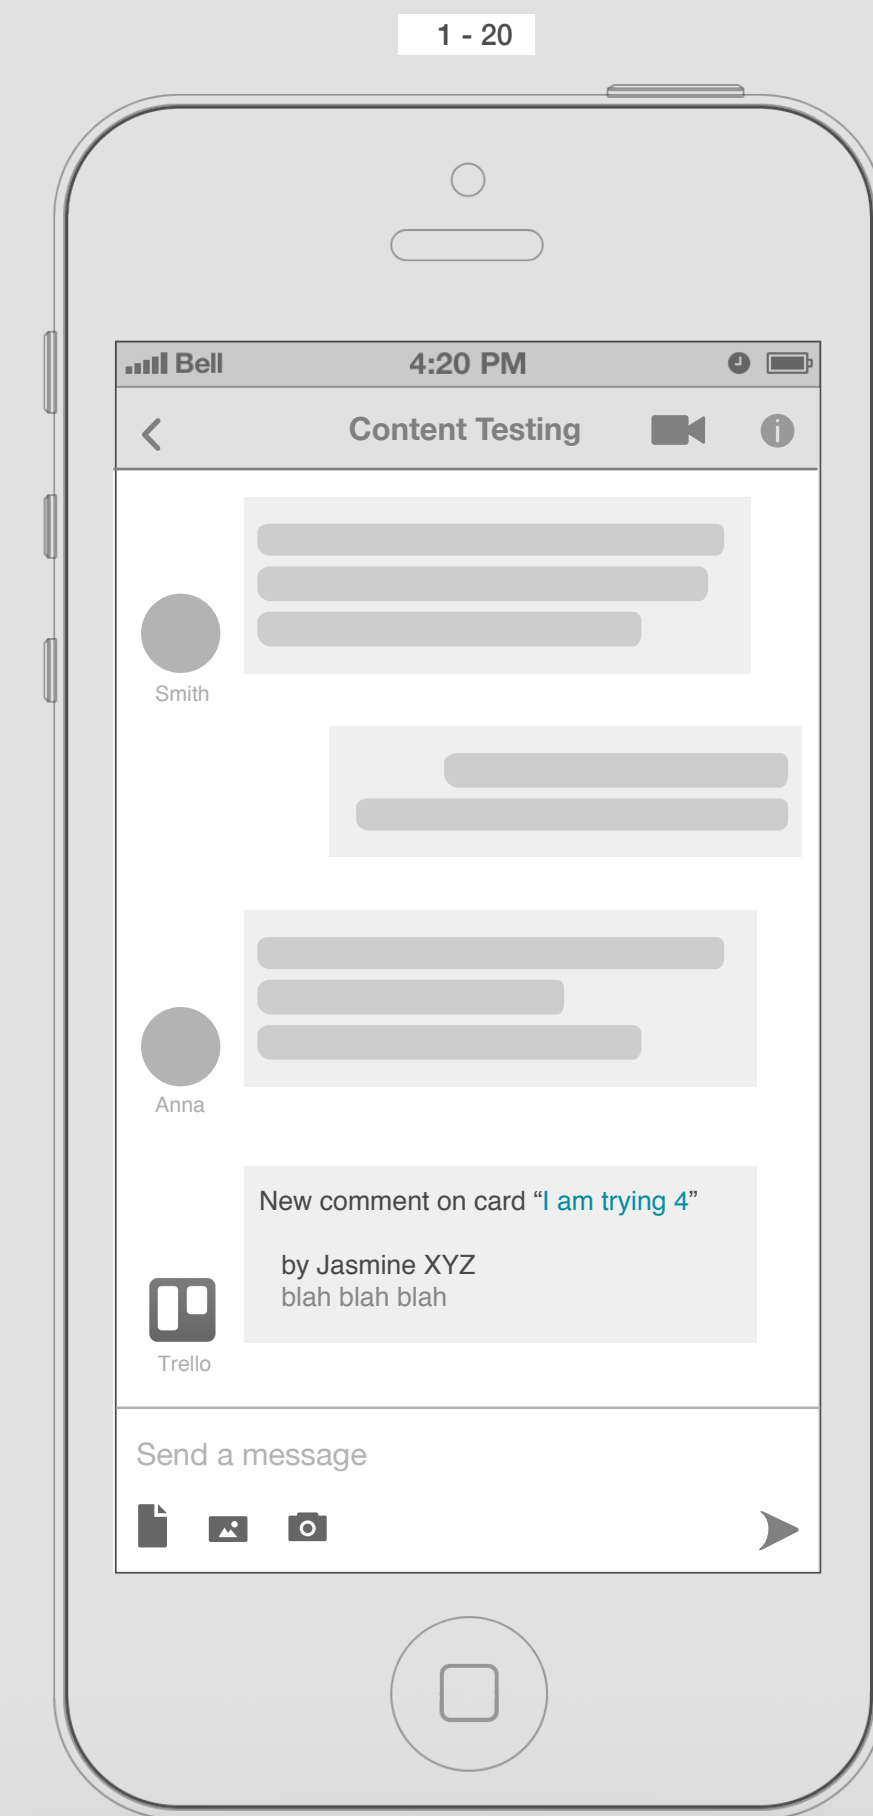 1 - 20
Bell 4:20 PM
Content Testing
Smith
Anna
New comment on card “I am trying 4”
by Jasmine XYZ
blah blah blah
Trello
Send a message